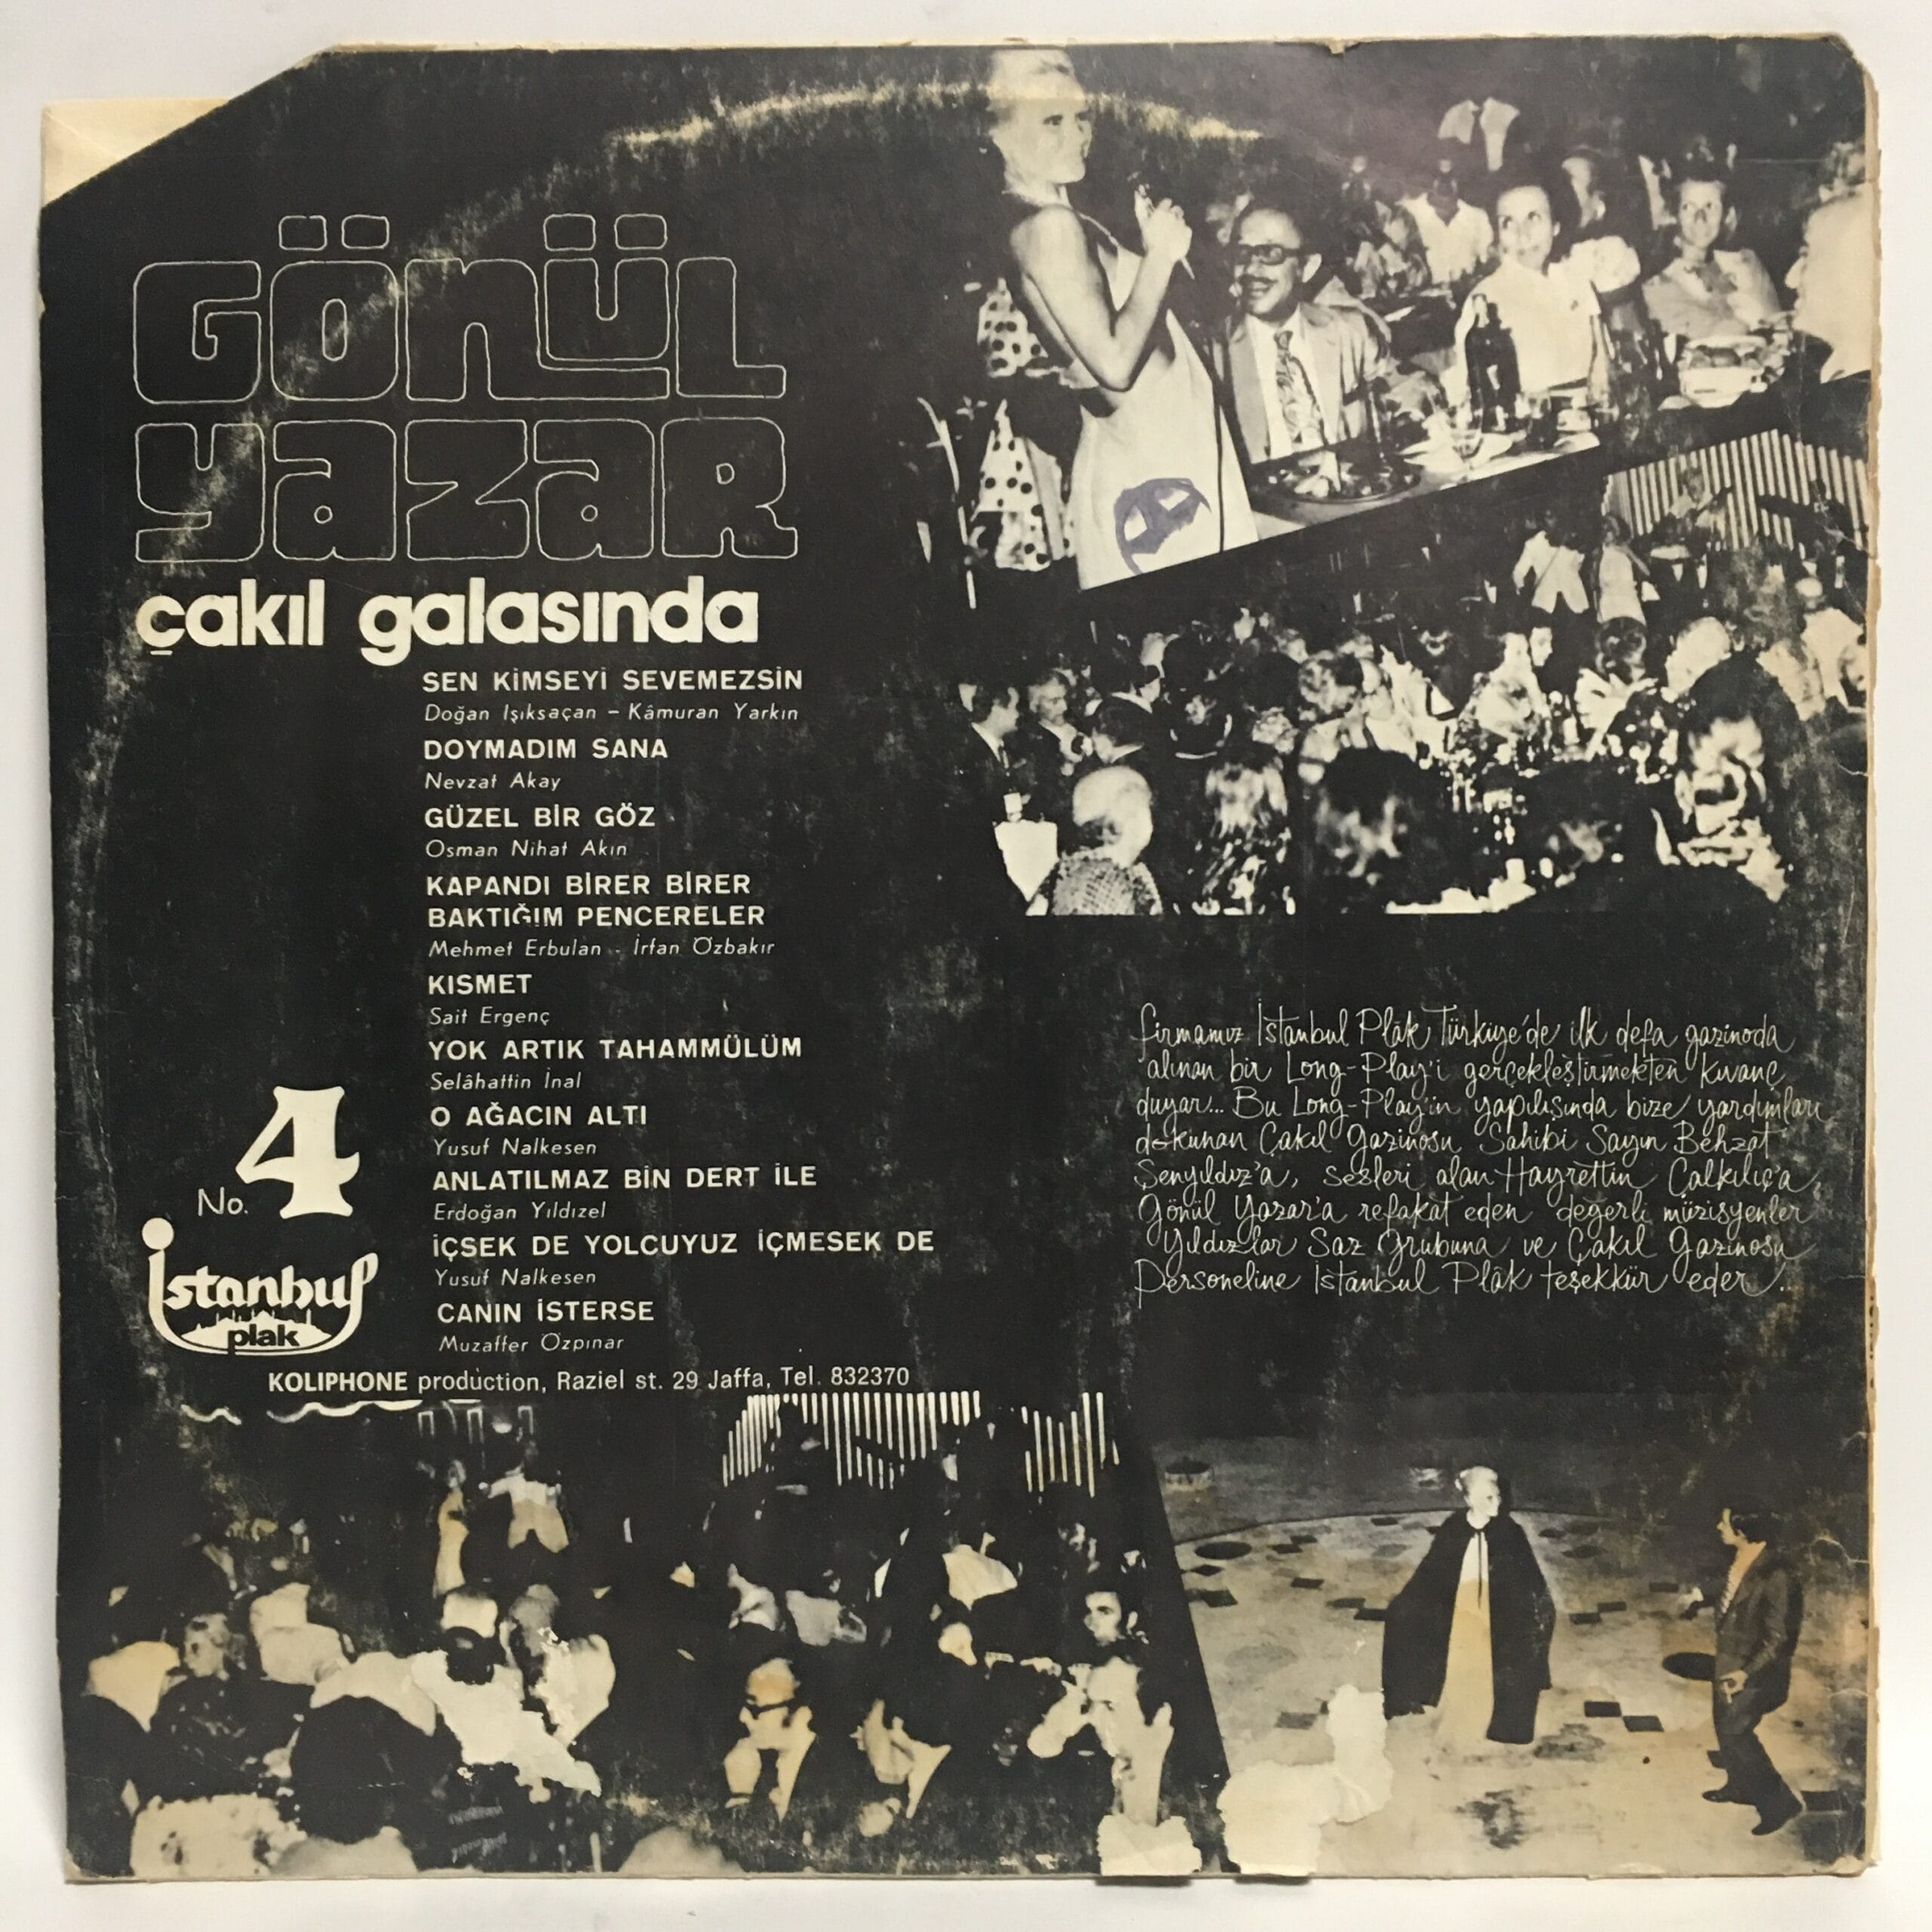 GÖNÜL
YAZAR
çakıl galasında
SEN KİMSEYİ SEVEMEZSİN
Doğan Işıksaçan – Kâmuran Yarkın
DOYMADIM SANA
Nevzat Akay
GÜZEL BİR GÖZ
Osman Nihat Akın
KAPANDI BİRER BİRER
BAKTIĞIM PENCERELER
Mehmet Erbulan - İrfan Özbakır
KISMET
Sait Ergenç
YOK ARTIK TAHAMMÜLÜM
Selâhattin İnal
O AĞACIN ALTI
Yusuf Nalkesen
ANLATILMAZ BİN DERT İLE
Erdoğan Yıldızel
İÇSEK DE YOLCUYUZ İÇMESEK DE
Yusuf Nalkesen
CANIN İSTERSE
Muzaffer Özpınar
No. 4
istanbul
plak
KOLIPHONE production, Raziel st. 29 Jaffa, Tel. 832370
firmamız İstanbul Plâk Türkiye'de ilk defa gazinoda
alınan bir Long-Play'i gerçekleştirmekten kıvanç
duyar... Bu Long-Play'in yapılışında bize yardımları
dokunan Çakıl Gazinosu Sahibi Sayın Behzat
Şenyıldız'a, sesleri alan Hayrettin Çalkılıç'a,
Gönül Yazar'a refakat eden değerli müzisyenler
Yıldızlar Saz Grubuna ve Çakıl Gazinosu
Personeline İstanbul Plâk teşekkür eder.